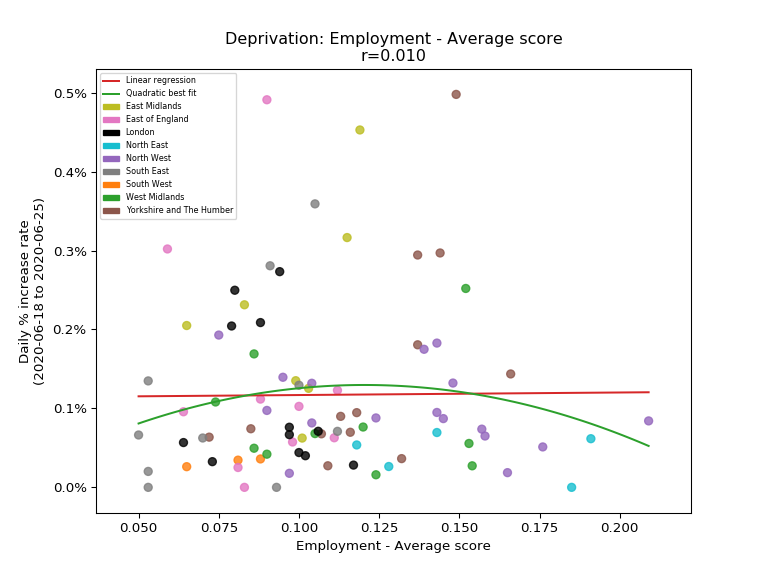 Deprivation: Employment - Average score
r=0.010
Linear regression
Quadratic best fit
East Midlands
East of England
London
North East
North West
South East
South West
West Midlands
Yorkshire and The Humber
0.5%
0.4%
0.3%
0.2%
0.1%
0.0%
Daily % increase rate
(2020-06-18 to 2020-06-25)
0.050 0.075 0.100 0.125 0.150 0.175 0.200
Employment - Average score